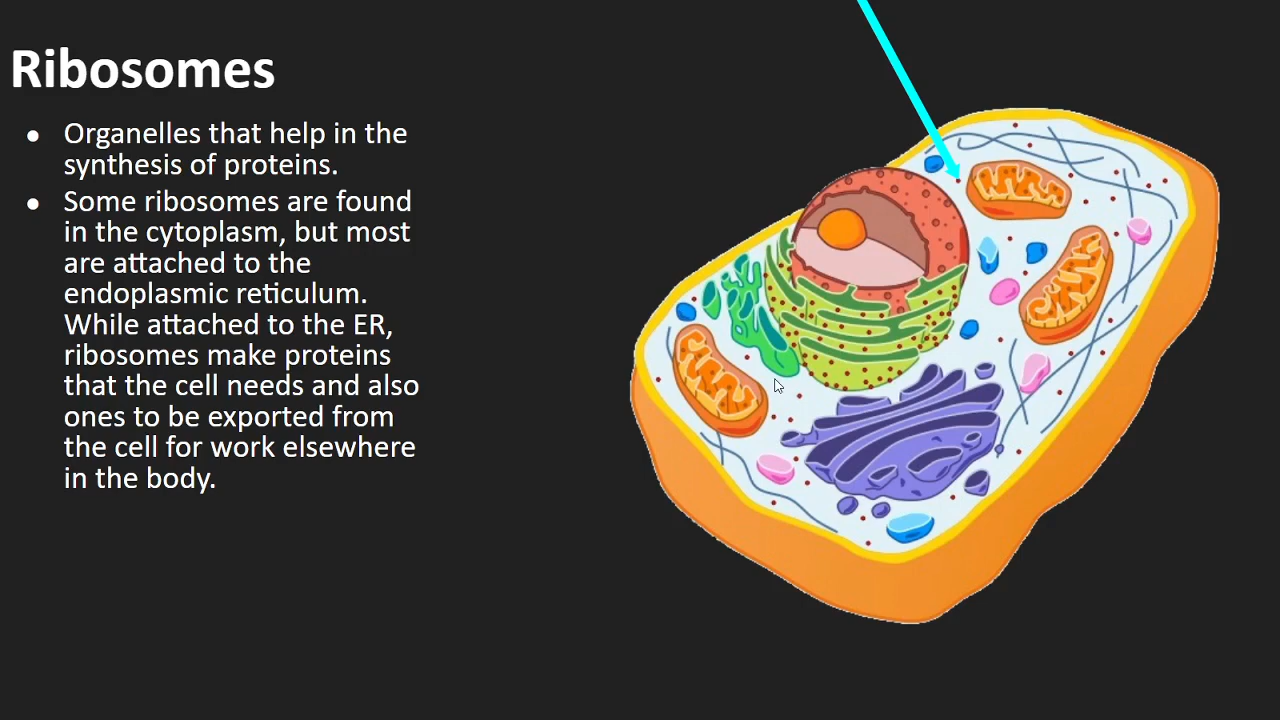 Ribosomes
● Organelles that help in the
synthesis of proteins.
● Some ribosomes are found
in the cytoplasm, but most
are attached to the
endoplasmic reticulum.
While attached to the ER,
ribosomes make proteins
that the cell needs and also
ones to be exported from
the cell for work elsewhere
in the body.